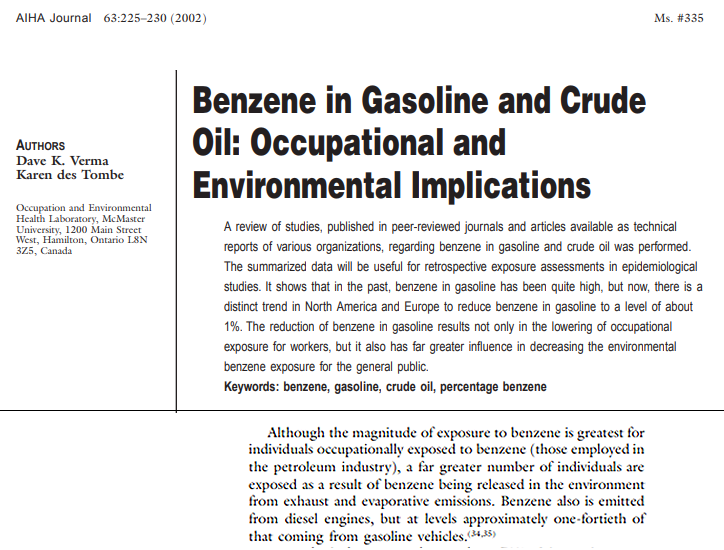 AIHA Journal 63:225–230 (2002)
Ms. #335
Benzene in Gasoline and Crude
Oil: Occupational and
Environmental Implications
AUTHORS
Dave K. Verma
Karen des Tombe
Occupation and Environmental
Health Laboratory, McMaster
University, 1200 Main Street
West, Hamilton, Ontario L8N
3Z5, Canada
A review of studies, published in peer-reviewed journals and articles available as technical
reports of various organizations, regarding benzene in gasoline and crude oil was performed.
The summarized data will be useful for retrospective exposure assessments in epidemiological
studies. It shows that in the past, benzene in gasoline has been quite high, but now, there is a
distinct trend in North America and Europe to reduce benzene in gasoline to a level of about
1%. The reduction of benzene in gasoline results not only in the lowering of occupational
exposure for workers, but it also has far greater influence in decreasing the environmental
benzene exposure for the general public.
Keywords: benzene, gasoline, crude oil, percentage benzene
Although the magnitude of exposure to benzene is greatest for
individuals occupationally exposed to benzene (those employed in
the petroleum industry), a far greater number of individuals are
exposed as a result of benzene being released in the environment
from exhaust and evaporative emissions. Benzene also is emitted
from diesel engines, but at levels approximately one-fortieth of
that coming from gasoline vehicles.(34,35)